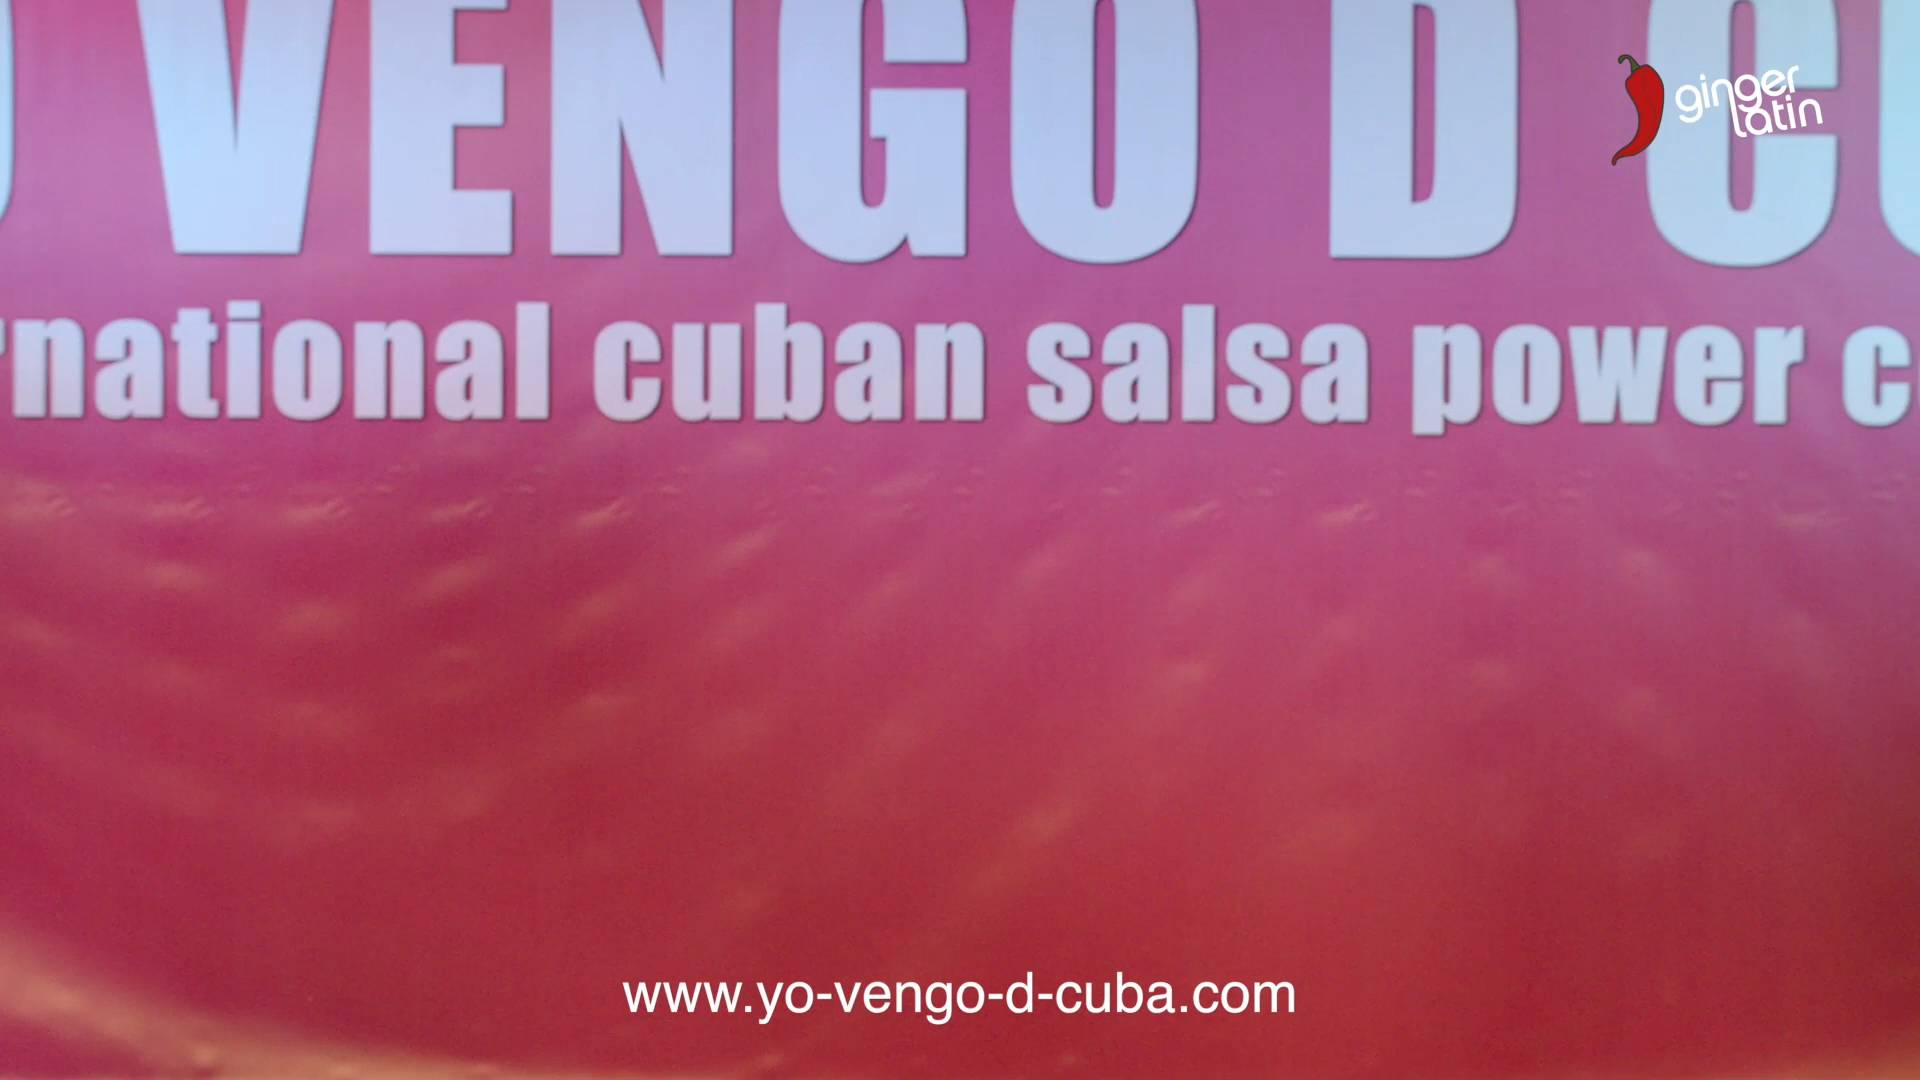 VENGO D
national cuban salsa power
ginger
latin
www.yo-vengo-d-cuba.com